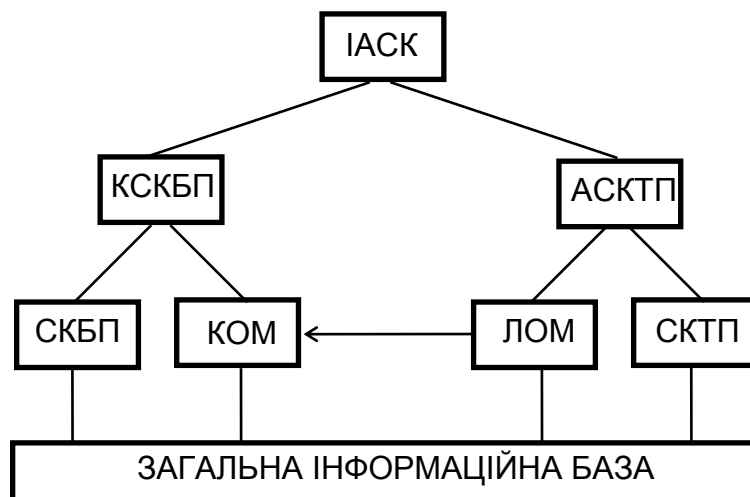 ІАСК
КСКБП
АСКТП
СКБП
КОМ
ЛОМ
СКТП
ЗАГАЛЬНА ІНФОРМАЦІЙНА БАЗА